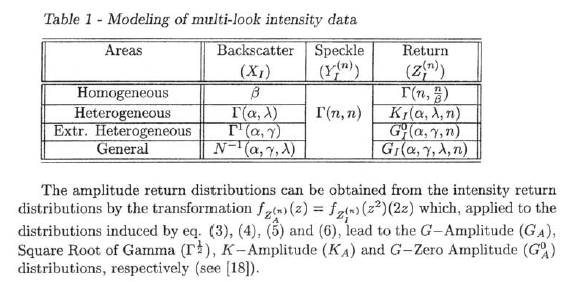 Table 1 - Modeling of multi-look intensity data
Areas Backscatter Speckle Return
(X_I) (Y_I^(n)) (Z_I^(n))
Homogeneous β Γ(n, n/β)
Heterogeneous Γ(α, λ) Γ(n, n) K_I(α, λ, n)
Extr. Heterogeneous Γ^1(α, γ) G_I^0(α, γ, n)
General N^−1(α, γ, λ) G_I(α, γ, λ, n)
The amplitude return distributions can be obtained from the intensity return
distributions by the transformation f_{Z_A^(n)}(z) = f_{Z_I^(n)}(z²)(2z) which, applied to the
distributions induced by eq. (3), (4), (5) and (6), lead to the G−Amplitude (G_A),
Square Root of Gamma (Γ^½), K−Amplitude (K_A) and G−Zero Amplitude (G_A^0)
distributions, respectively (see [18]).